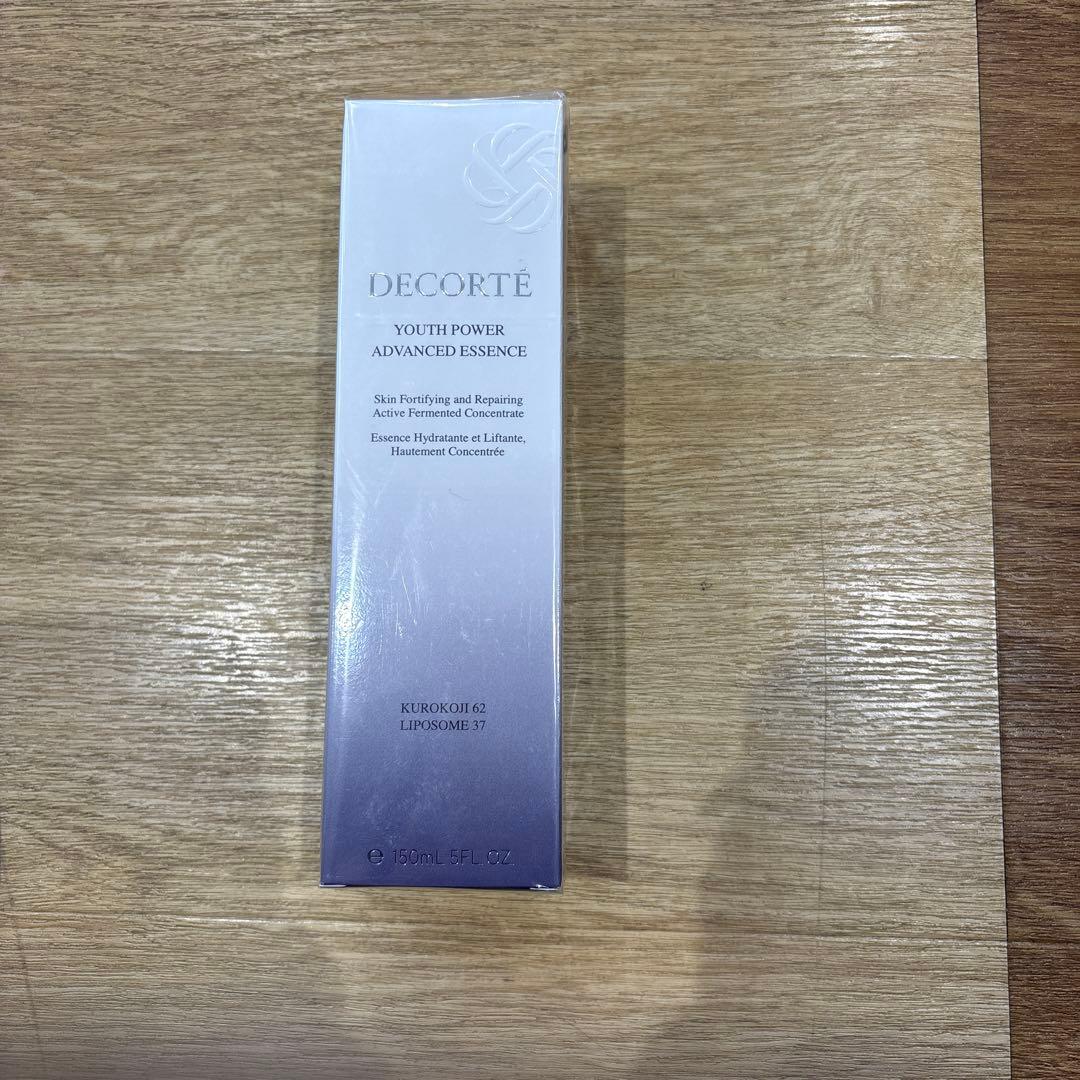 DECORTÉ
YOUTH POWER
ADVANCED ESSENCE
Skin Fortifying and Repairing
Active Fermented Concentrate
Essence Hydratante et Liftante,
Hautement Concentrée
KUROKOJI 62
LIPOSOME 37
℮ 150mL 5FL. OZ.